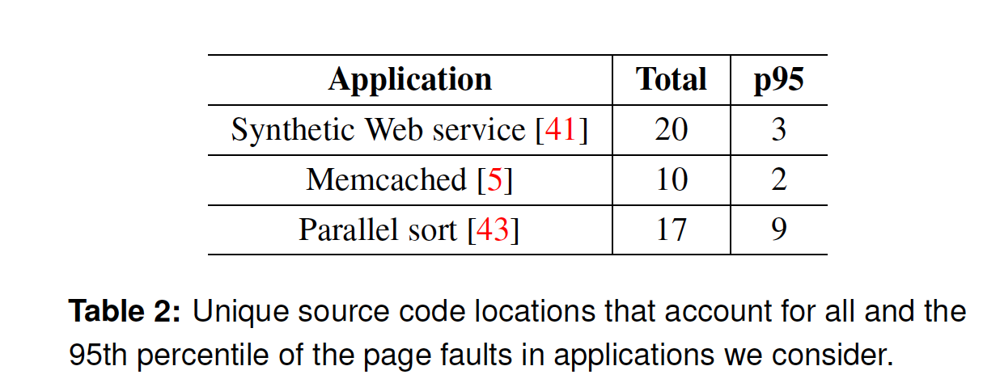 Application Total p95
Synthetic Web service [41] 20 3
Memcached [5] 10 2
Parallel sort [43] 17 9
Table 2: Unique source code locations that account for all and the
95th percentile of the page faults in applications we consider.